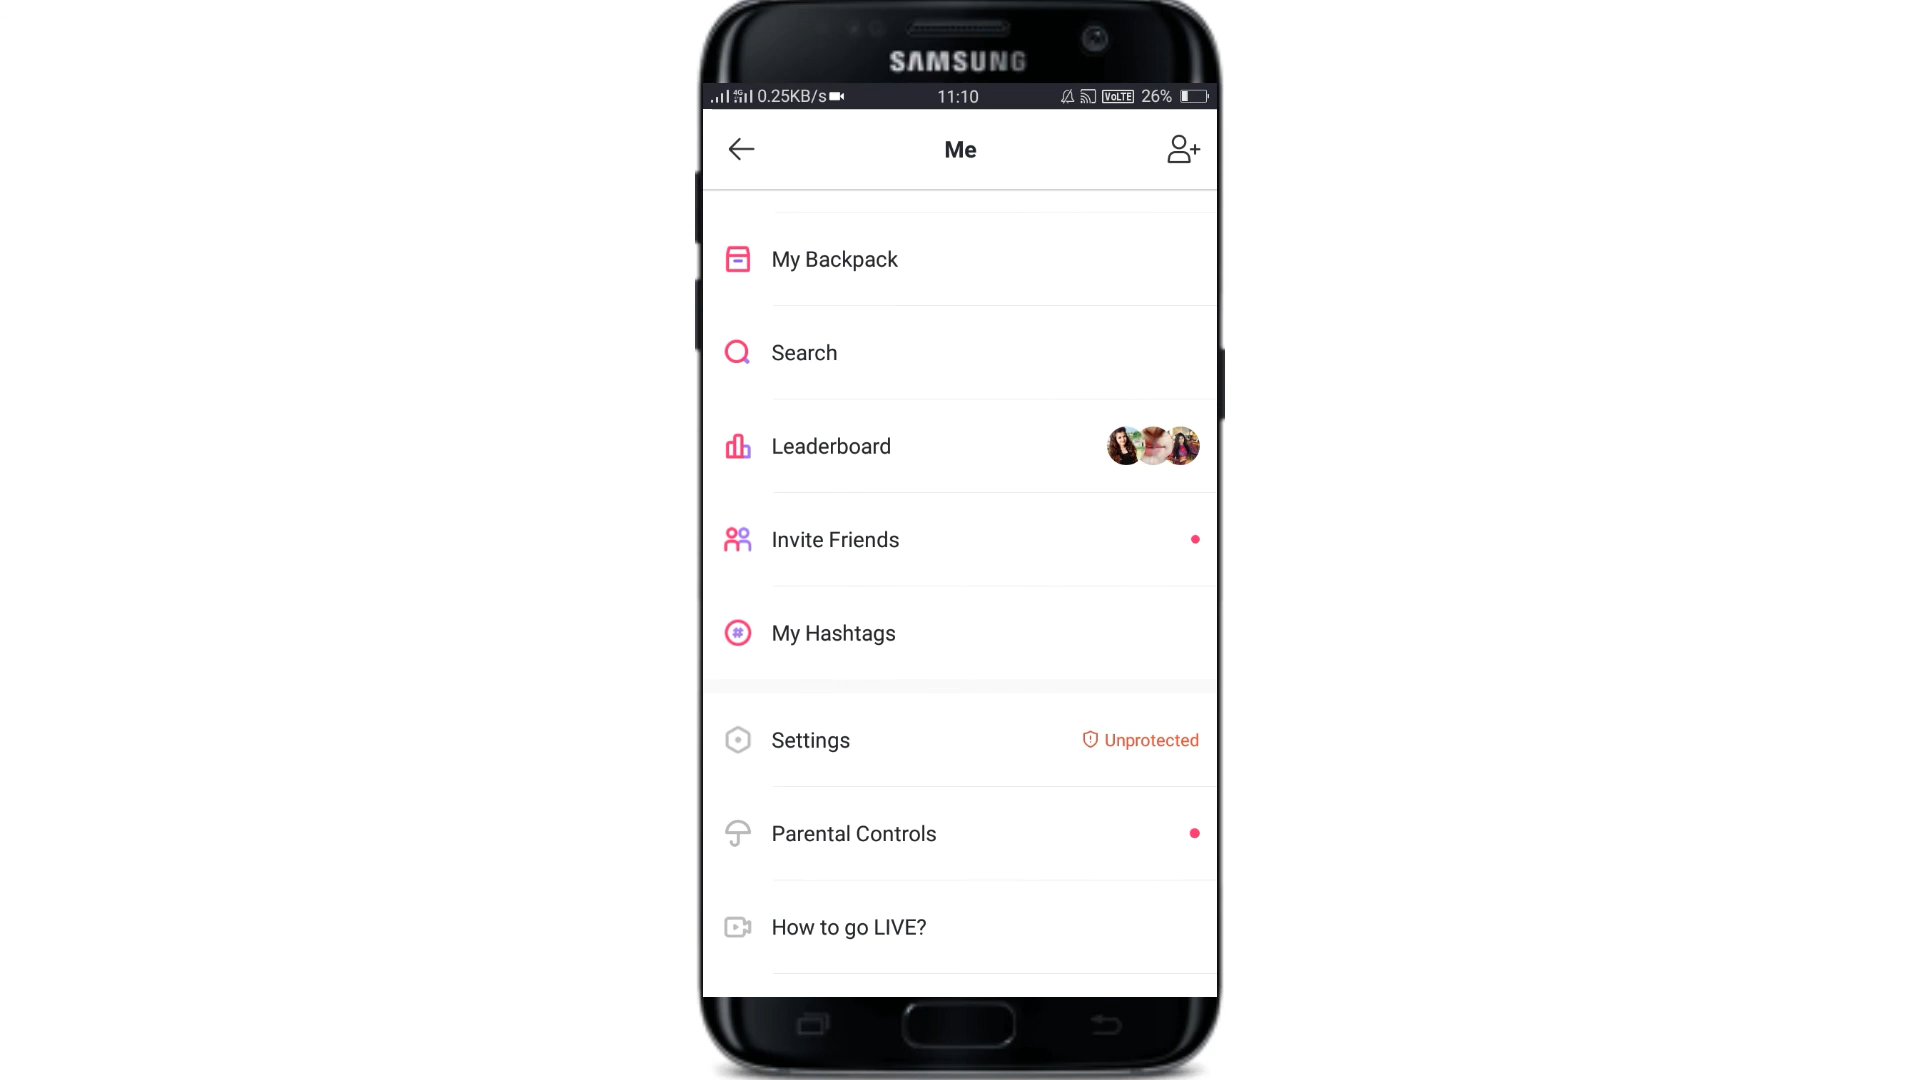 SAMSUNG
4G 0.25KB/s 11:10 VoLTE 26%
Me
My Backpack
Search
Leaderboard
Invite Friends
My Hashtags
Settings Unprotected
Parental Controls
How to go LIVE?